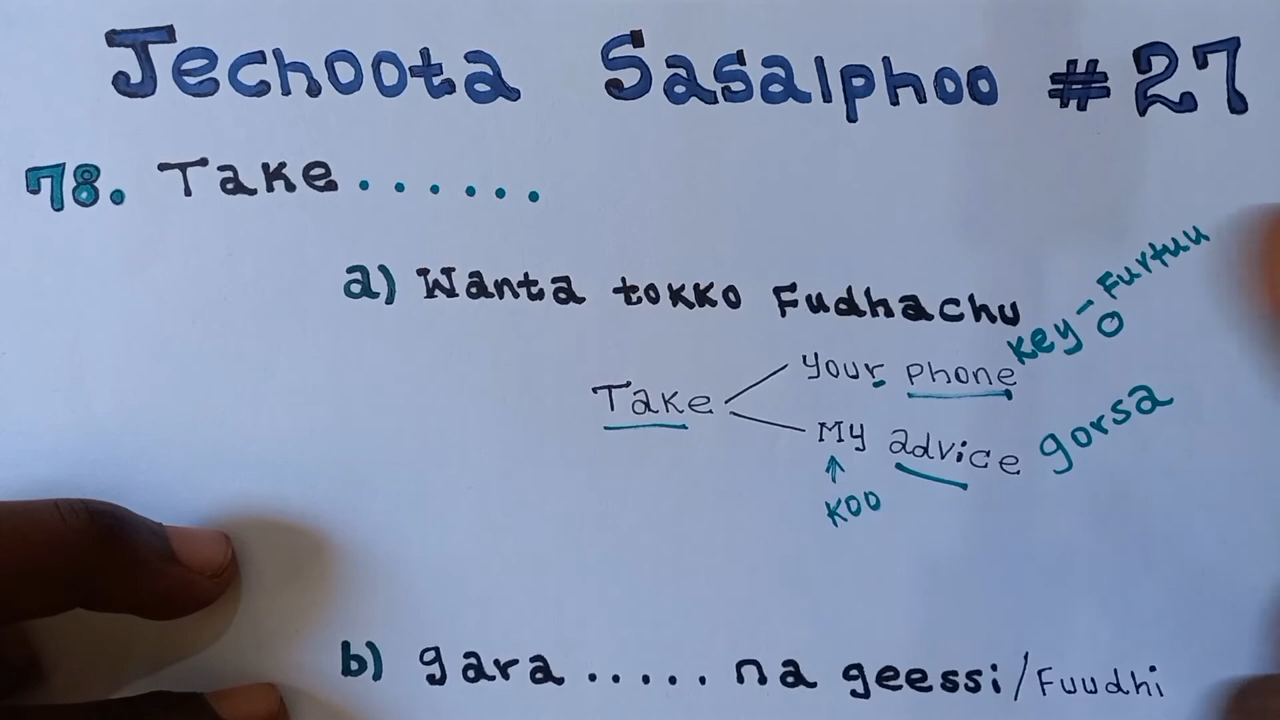 Jechoota Sasalphoo #27
78. Take.......
a) Wanta tokko Fudhachu
Key - Furtuu
Take
your phone
My advice gorsa
Koo
b) gara ..... na geessi/Fuudhi